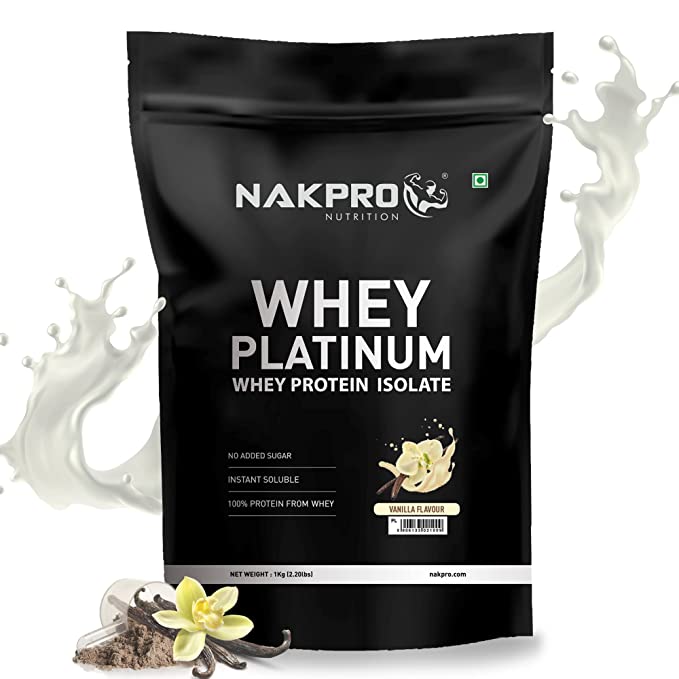 NAKPRO ®
NUTRITION
WHEY
PLATINUM
WHEY PROTEIN ISOLATE
NO ADDED SUGAR
INSTANT SOLUBLE
100% PROTEIN FROM WHEY
VANILLA FLAVOUR
PL
NET WEIGHT : 1Kg (2.20lbs)
nakpro.com